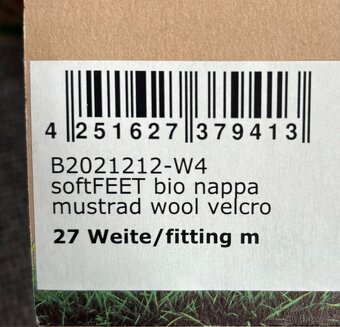 4 251627 379413
B2021212-W4
softFEET bio nappa
mustrad wool velcro
27 Weite/fitting m